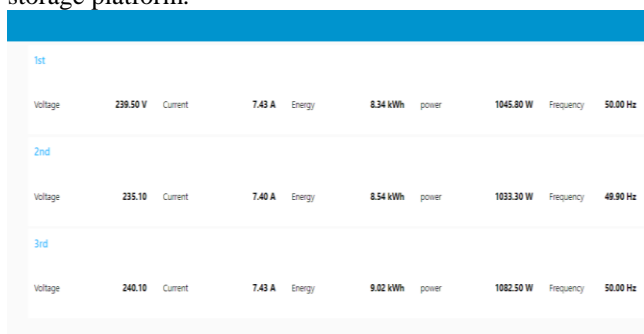 storage platform.
1st
Voltage 239.50 V Current 7.43 A Energy 8.34 kWh power 1045.80 W Frequency 50.00 Hz
2nd
Voltage 235.10 Current 7.40 A Energy 8.54 kWh power 1033.30 W Frequency 49.90 Hz
3rd
Voltage 240.10 Current 7.43 A Energy 9.02 kWh power 1082.50 W Frequency 50.00 Hz